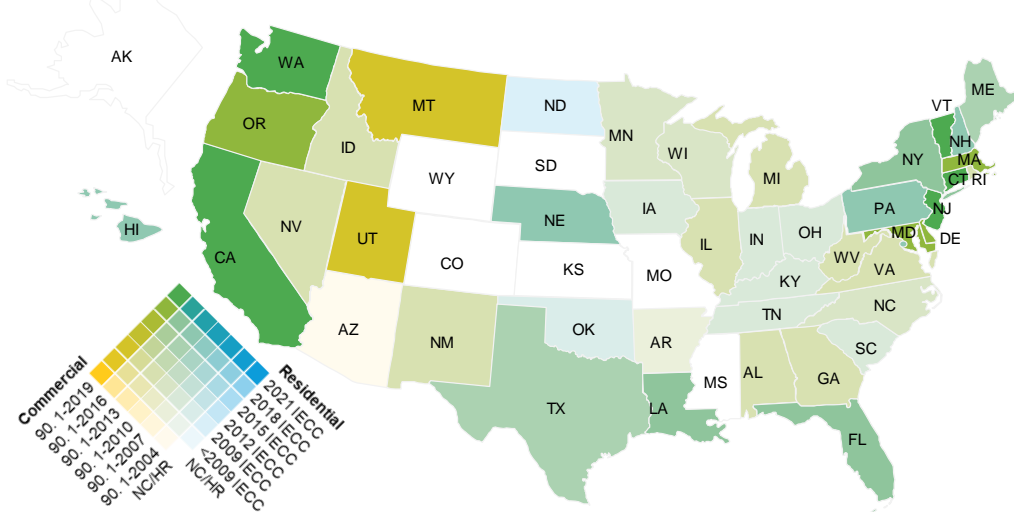 AK
WA
MT
ND
OR
ID
WY
SD
MN
WI
MI
ME
VT
NH
NY
MA
CT
RI
HI
CA
NV
UT
CO
NE
KS
IA
MO
IL
IN
OH
PA
NJ
MD
DE
WV
VA
KY
AZ
NM
OK
AR
TN
NC
SC
TX
LA
MS
AL
GA
FL
Commercial
90. 1-2019
90. 1-2016
90. 1-2013
90. 1-2010
90. 1-2007
90. 1-2004
NC/HR
Residential
2021 IECC
2018 IECC
2015 IECC
2012 IECC
2009 IECC
<2009 IECC
NC/HR